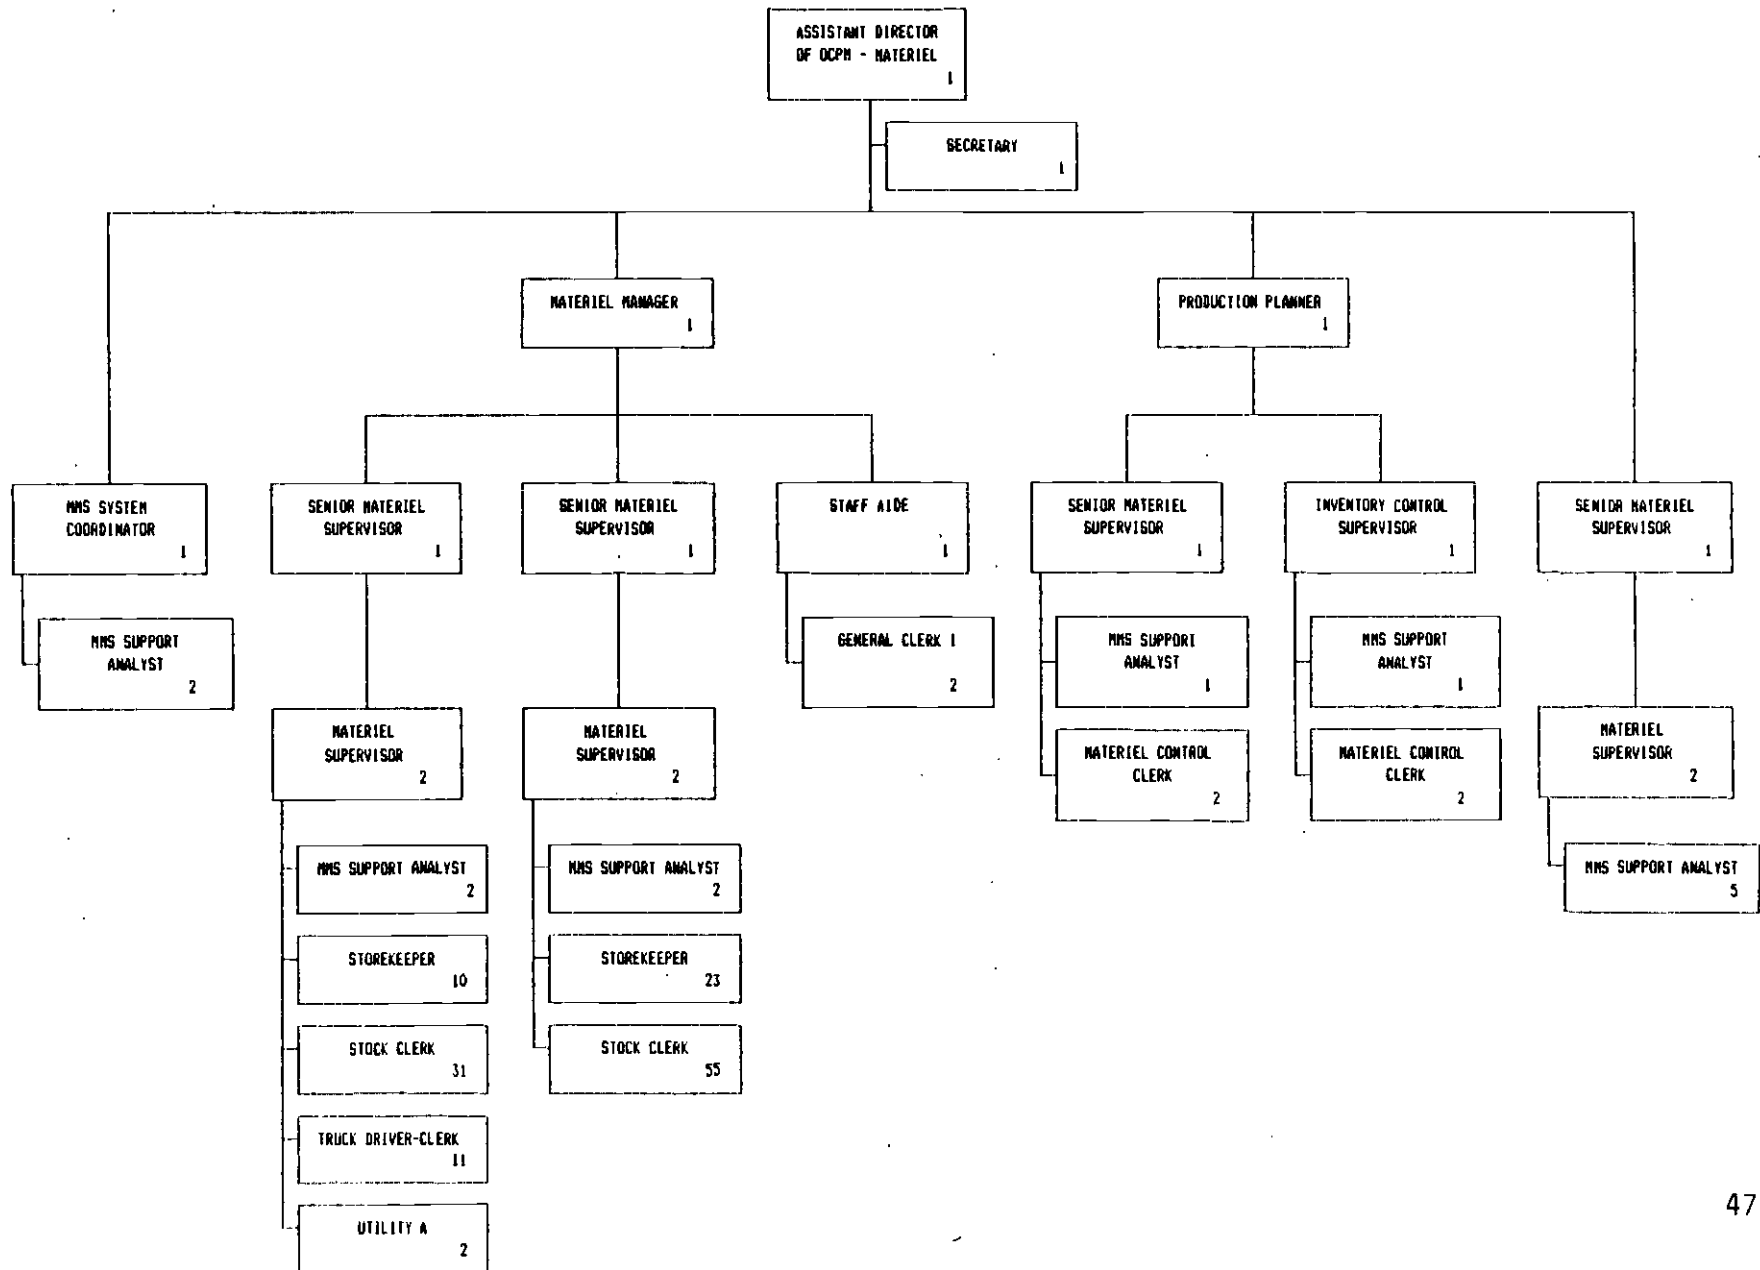 ASSISTANT DIRECTOR
OF OCPM - MATERIEL
1
SECRETARY
1
MATERIEL MANAGER
1
PRODUCTION PLANNER
1
MMS SYSTEM
COORDINATOR
1
SENIOR MATERIEL
SUPERVISOR
1
SENIOR MATERIEL
SUPERVISOR
1
STAFF AIDE
1
SENIOR MATERIEL
SUPERVISOR
1
INVENTORY CONTROL
SUPERVISOR
1
SENIOR MATERIEL
SUPERVISOR
1
MMS SUPPORT
ANALYST
2
GENERAL CLERK I
2
MMS SUPPORT
ANALYST
1
MMS SUPPORT
ANALYST
1
MATERIEL
SUPERVISOR
2
MATERIEL
SUPERVISOR
2
MATERIEL CONTROL
CLERK
2
MATERIEL CONTROL
CLERK
2
MATERIEL
SUPERVISOR
2
MMS SUPPORT ANALYST
2
MMS SUPPORT ANALYST
2
MMS SUPPORT ANALYST
5
STOREKEEPER
10
STOREKEEPER
23
STOCK CLERK
31
STOCK CLERK
55
TRUCK DRIVER-CLERK
11
UTILITY A
2
47